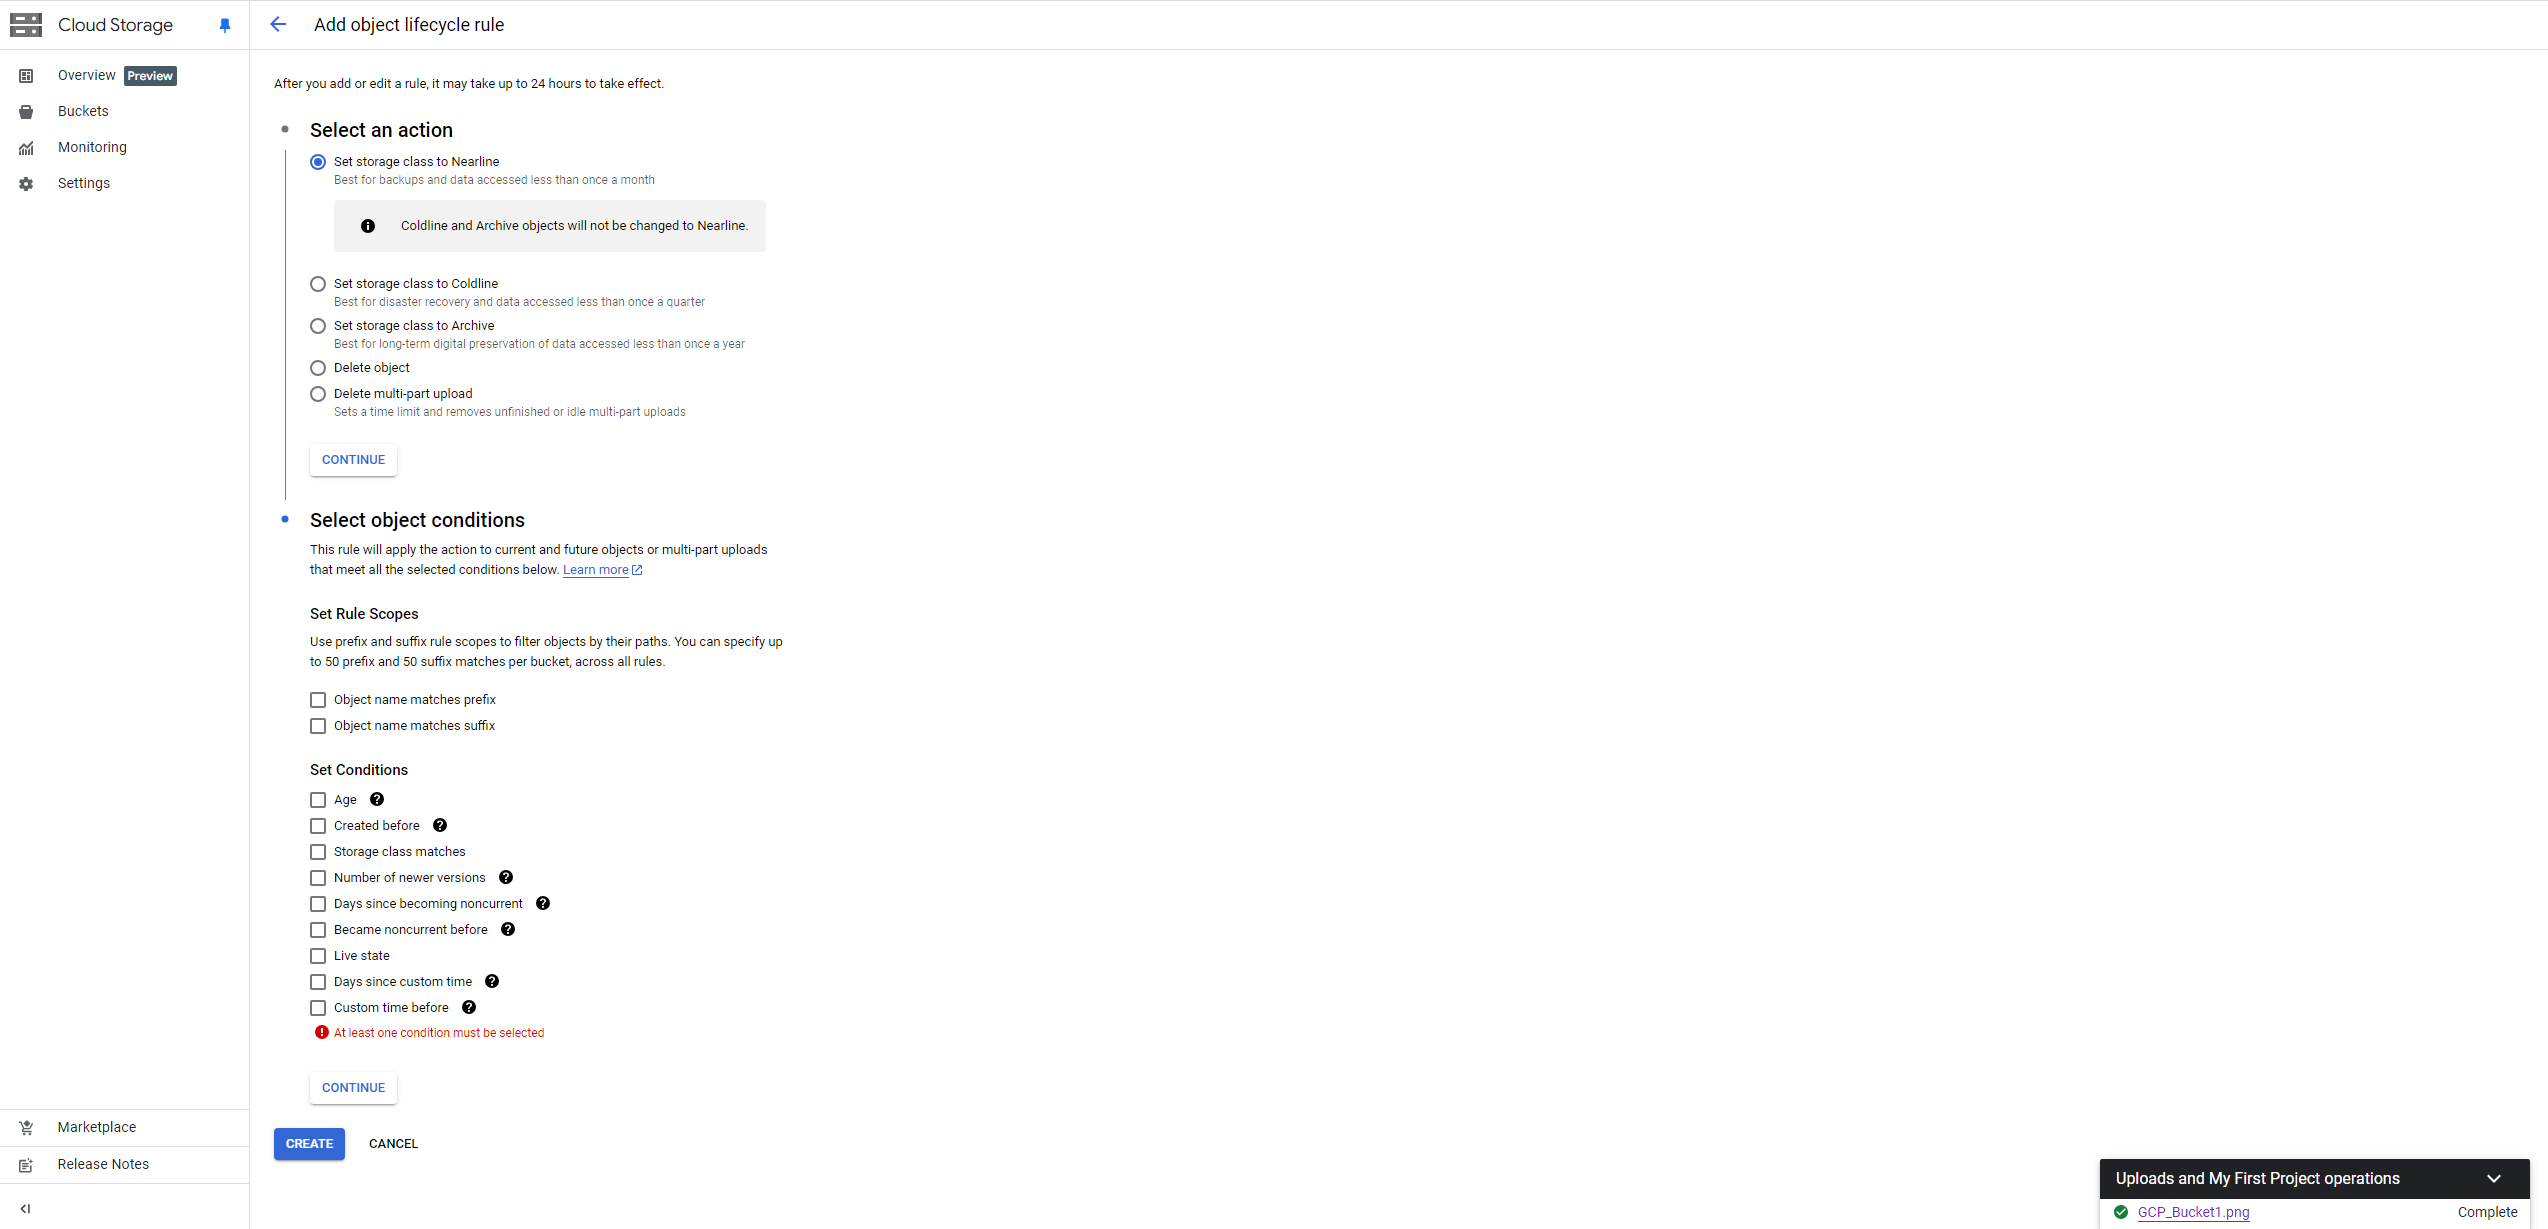 Cloud Storage
Overview Preview
Buckets
Monitoring
Settings
Marketplace
Release Notes
Add object lifecycle rule
After you add or edit a rule, it may take up to 24 hours to take effect.
Select an action
Set storage class to Nearline
Best for backups and data accessed less than once a month
Coldline and Archive objects will not be changed to Nearline.
Set storage class to Coldline
Best for disaster recovery and data accessed less than once a quarter
Set storage class to Archive
Best for long-term digital preservation of data accessed less than once a year
Delete object
Delete multi-part upload
Sets a time limit and removes unfinished or idle multi-part uploads
CONTINUE
Select object conditions
This rule will apply the action to current and future objects or multi-part uploads
that meet all the selected conditions below. Learn more
Set Rule Scopes
Use prefix and suffix rule scopes to filter objects by their paths. You can specify up
to 50 prefix and 50 suffix matches per bucket, across all rules.
Object name matches prefix
Object name matches suffix
Set Conditions
Age
Created before
Storage class matches
Number of newer versions
Days since becoming noncurrent
Became noncurrent before
Live state
Days since custom time
Custom time before
At least one condition must be selected
CONTINUE
CREATE CANCEL
Uploads and My First Project operations
GCP_Bucket1.png Complete